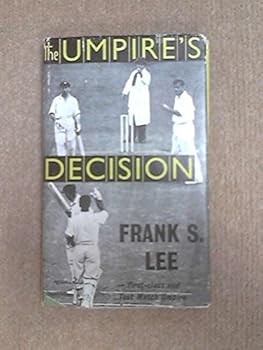 the UMPIRE'S
DECISION
FRANK S.
LEE
— First-class and
Test Match Umpire